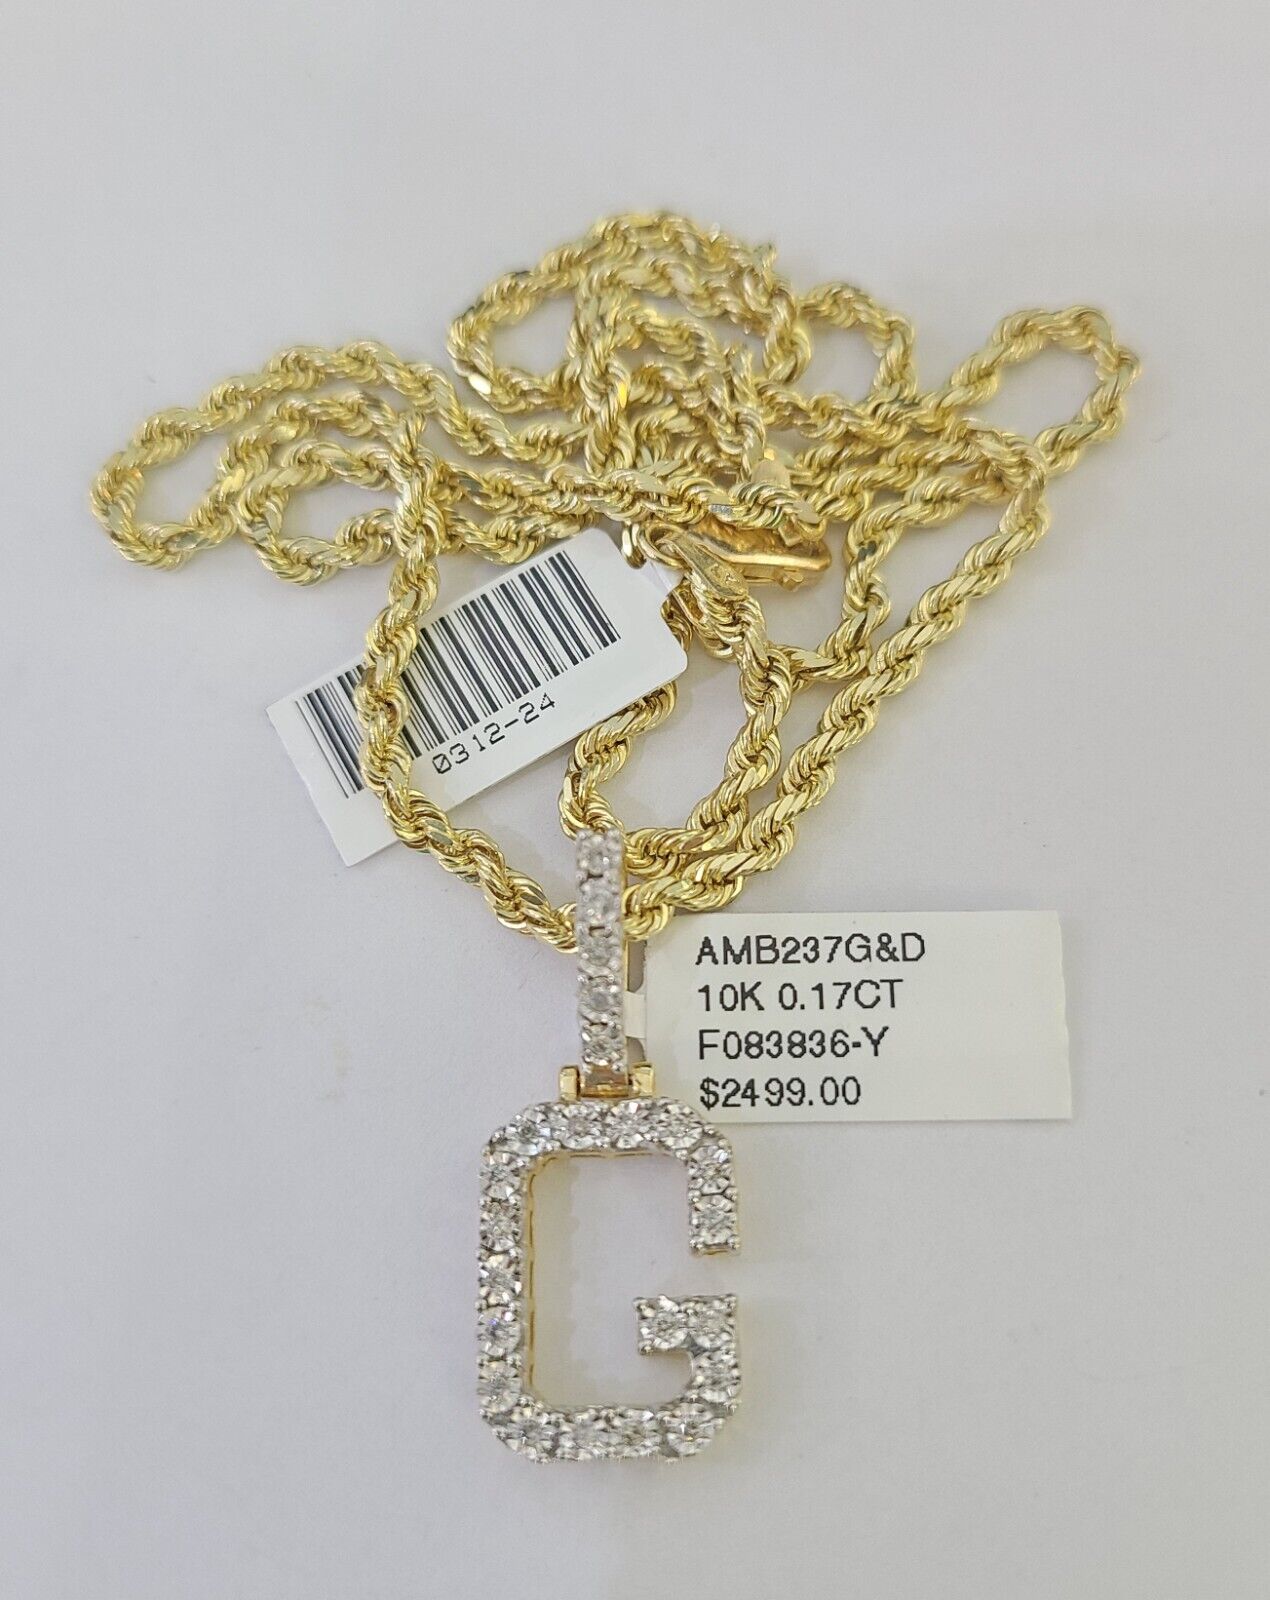 0312-24
AMB237G&D
10K 0.17CT
F083836-Y
$2499.00
G